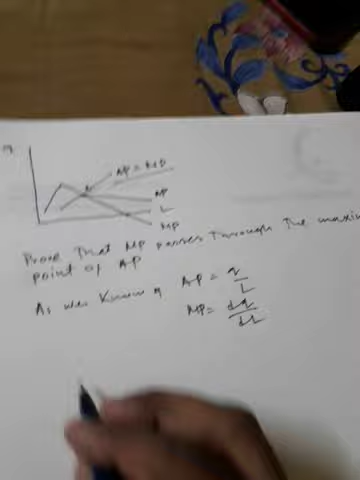 AP = MP
AP
L
MP
Prove that MP passes through the maxim
point of AP
As we know
AP = q/L
MP = dq/dL